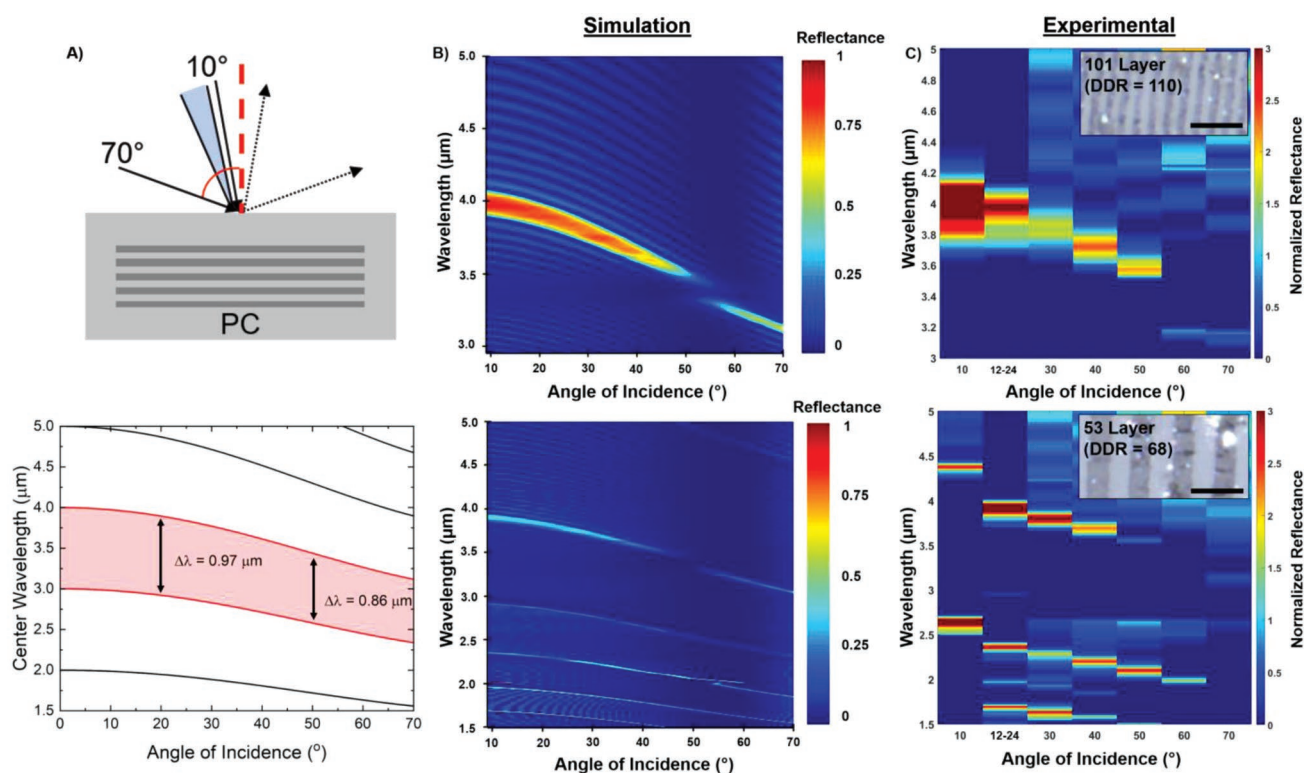 Simulation
Experimental
A)
10°
70°
PC
B)
Reflectance
5.0
4.5
4.0
3.5
3.0
Wavelength (μm)
10 20 30 40 50 60 70
Angle of Incidence (°)
1
0.75
0.5
0.25
0
C)
101 Layer
(DDR = 110)
5
4.8
4.6
4.4
4.2
4
3.8
3.6
3.4
3.2
3
Wavelength (μm)
10 12-24 30 40 50 60 70
Angle of Incidence (°)
3
2.5
2
1.5
1
0.5
0
Normalized Reflectance
5.0
4.5
4.0
3.5
3.0
2.5
2.0
1.5
Center Wavelength (μm)
Δλ = 0.97 μm
Δλ = 0.86 μm
0 10 20 30 40 50 60 70
Angle of Incidence (°)
Reflectance
5.0
4.5
4.0
3.5
3.0
2.5
2.0
1.5
Wavelength (μm)
10 20 30 40 50 60 70
Angle of Incidence (°)
1
0.75
0.5
0.25
0
53 Layer
(DDR = 68)
5
4.5
4
3.5
3
2.5
2
1.5
Wavelength (μm)
10 12-24 30 40 50 60 70
Angle of Incidence (°)
3
2.5
2
1.5
1
0.5
0
Normalized Reflectance